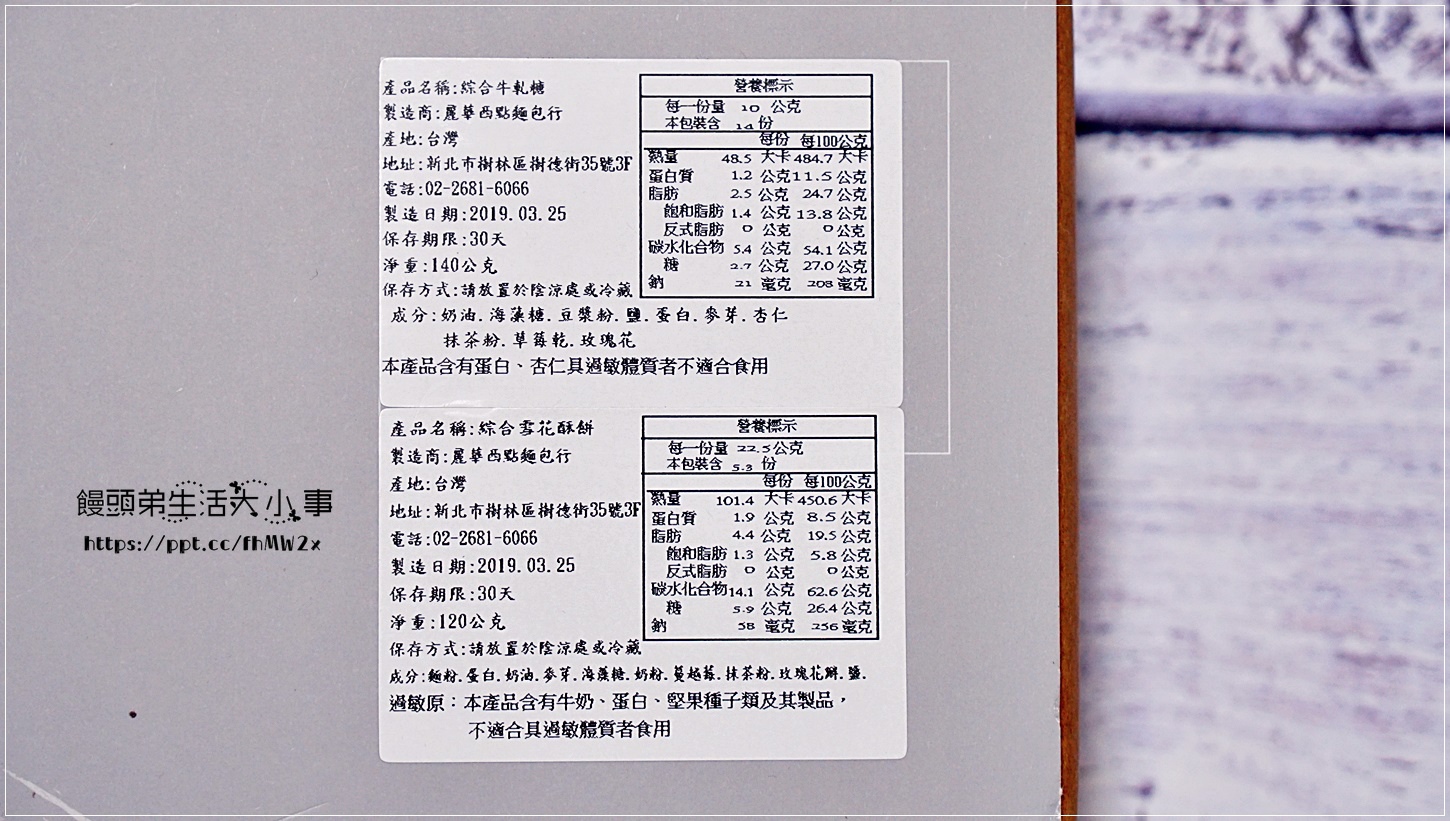 產品名稱:綜合牛軋糖
製造商:麗華西點麵包行
產地:台灣
地址:新北市樹林區樹德街35號3F
電話:02-2681-6066
製造日期:2019.03.25
保存期限:30天
淨重:140公克
保存方式:請放置於陰涼處或冷藏
營養標示
每一份量 10 公克
本包裝含 14 份
每份 每100公克
熱量 48.5 大卡 484.7 大卡
蛋白質 1.2 公克 11.5 公克
脂肪 2.5 公克 24.7 公克
飽和脂肪 1.4 公克 13.8 公克
反式脂肪 0 公克 0 公克
碳水化合物 5.4 公克 54.1 公克
糖 2.7 公克 27.0 公克
鈉 21 毫克 208 毫克
成分:奶油.海藻糖.豆漿粉.鹽.蛋白.麥芽.杏仁
抹茶粉.草莓乾.玫瑰花
本產品含有蛋白、杏仁具過敏體質者不適合食用
產品名稱:綜合雪花酥餅
製造商:麗華西點麵包行
產地:台灣
地址:新北市樹林區樹德街35號3F
電話:02-2681-6066
製造日期:2019.03.25
保存期限:30天
淨重:120公克
保存方式:請放置於陰涼處或冷藏
營養標示
每一份量 22.5 公克
本包裝含 5.3 份
每份 每100公克
熱量 101.4 大卡 450.6 大卡
蛋白質 1.9 公克 8.5 公克
脂肪 4.4 公克 19.5 公克
飽和脂肪 1.3 公克 5.8 公克
反式脂肪 0 公克 0 公克
碳水化合物 14.1 公克 62.6 公克
糖 5.9 公克 26.4 公克
鈉 58 毫克 256 毫克
成分:麵粉.蛋白.奶油.麥芽.海藻糖.奶粉.蔓越莓.抹茶粉.玫瑰花瓣.鹽.
過敏原：本產品含有牛奶、蛋白、堅果種子類及其製品，
不適合具過敏體質者食用
饅頭弟生活大小事
https://ppt.cc/fhMW2x